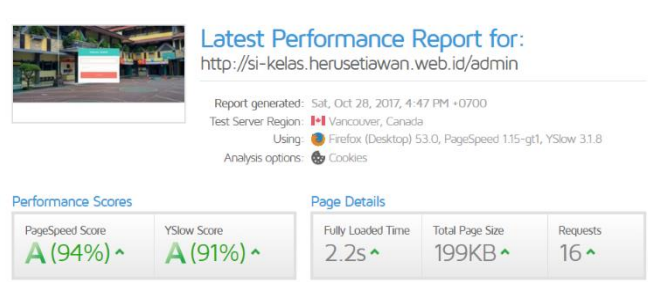 Latest Performance Report for:
http://si-kelas.herusetiawan.web.id/admin
Report generated: Sat, Oct 28, 2017, 4:47 PM +0700
Test Server Region: Vancouver, Canada
Using: Firefox (Desktop) 53.0, PageSpeed 1.15-gt1, YSlow 3.1.8
Analysis options: Cookies
Performance Scores
Page Details
PageSpeed Score
YSlow Score
Fully Loaded Time
Total Page Size
Requests
A (94%)
A (91%)
2.2s
199KB
16